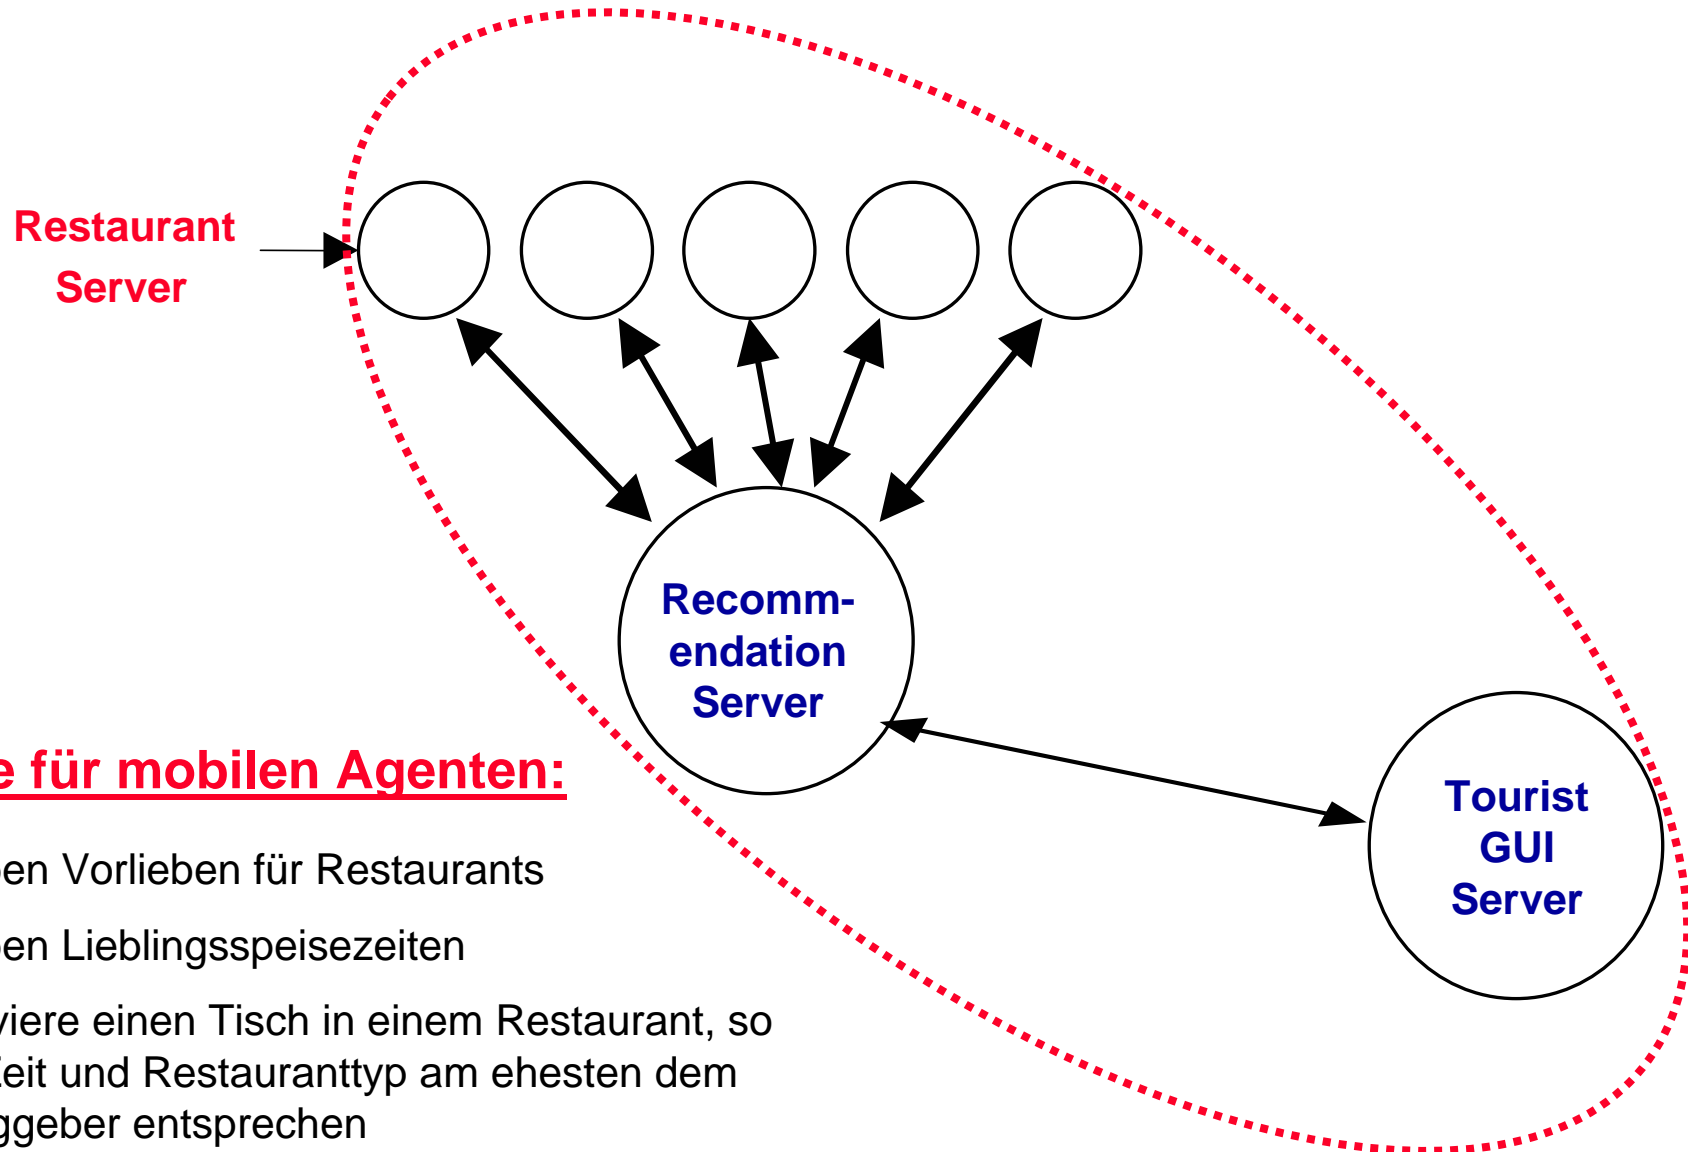 Restaurant
Server
Recomm-
endation
Server
Tourist
GUI
Server
e für mobilen Agenten:
en Vorlieben für Restaurants
en Lieblingsspeisezeiten
viere einen Tisch in einem Restaurant, so
Zeit und Restauranttyp am ehesten dem
ggeber entsprechen